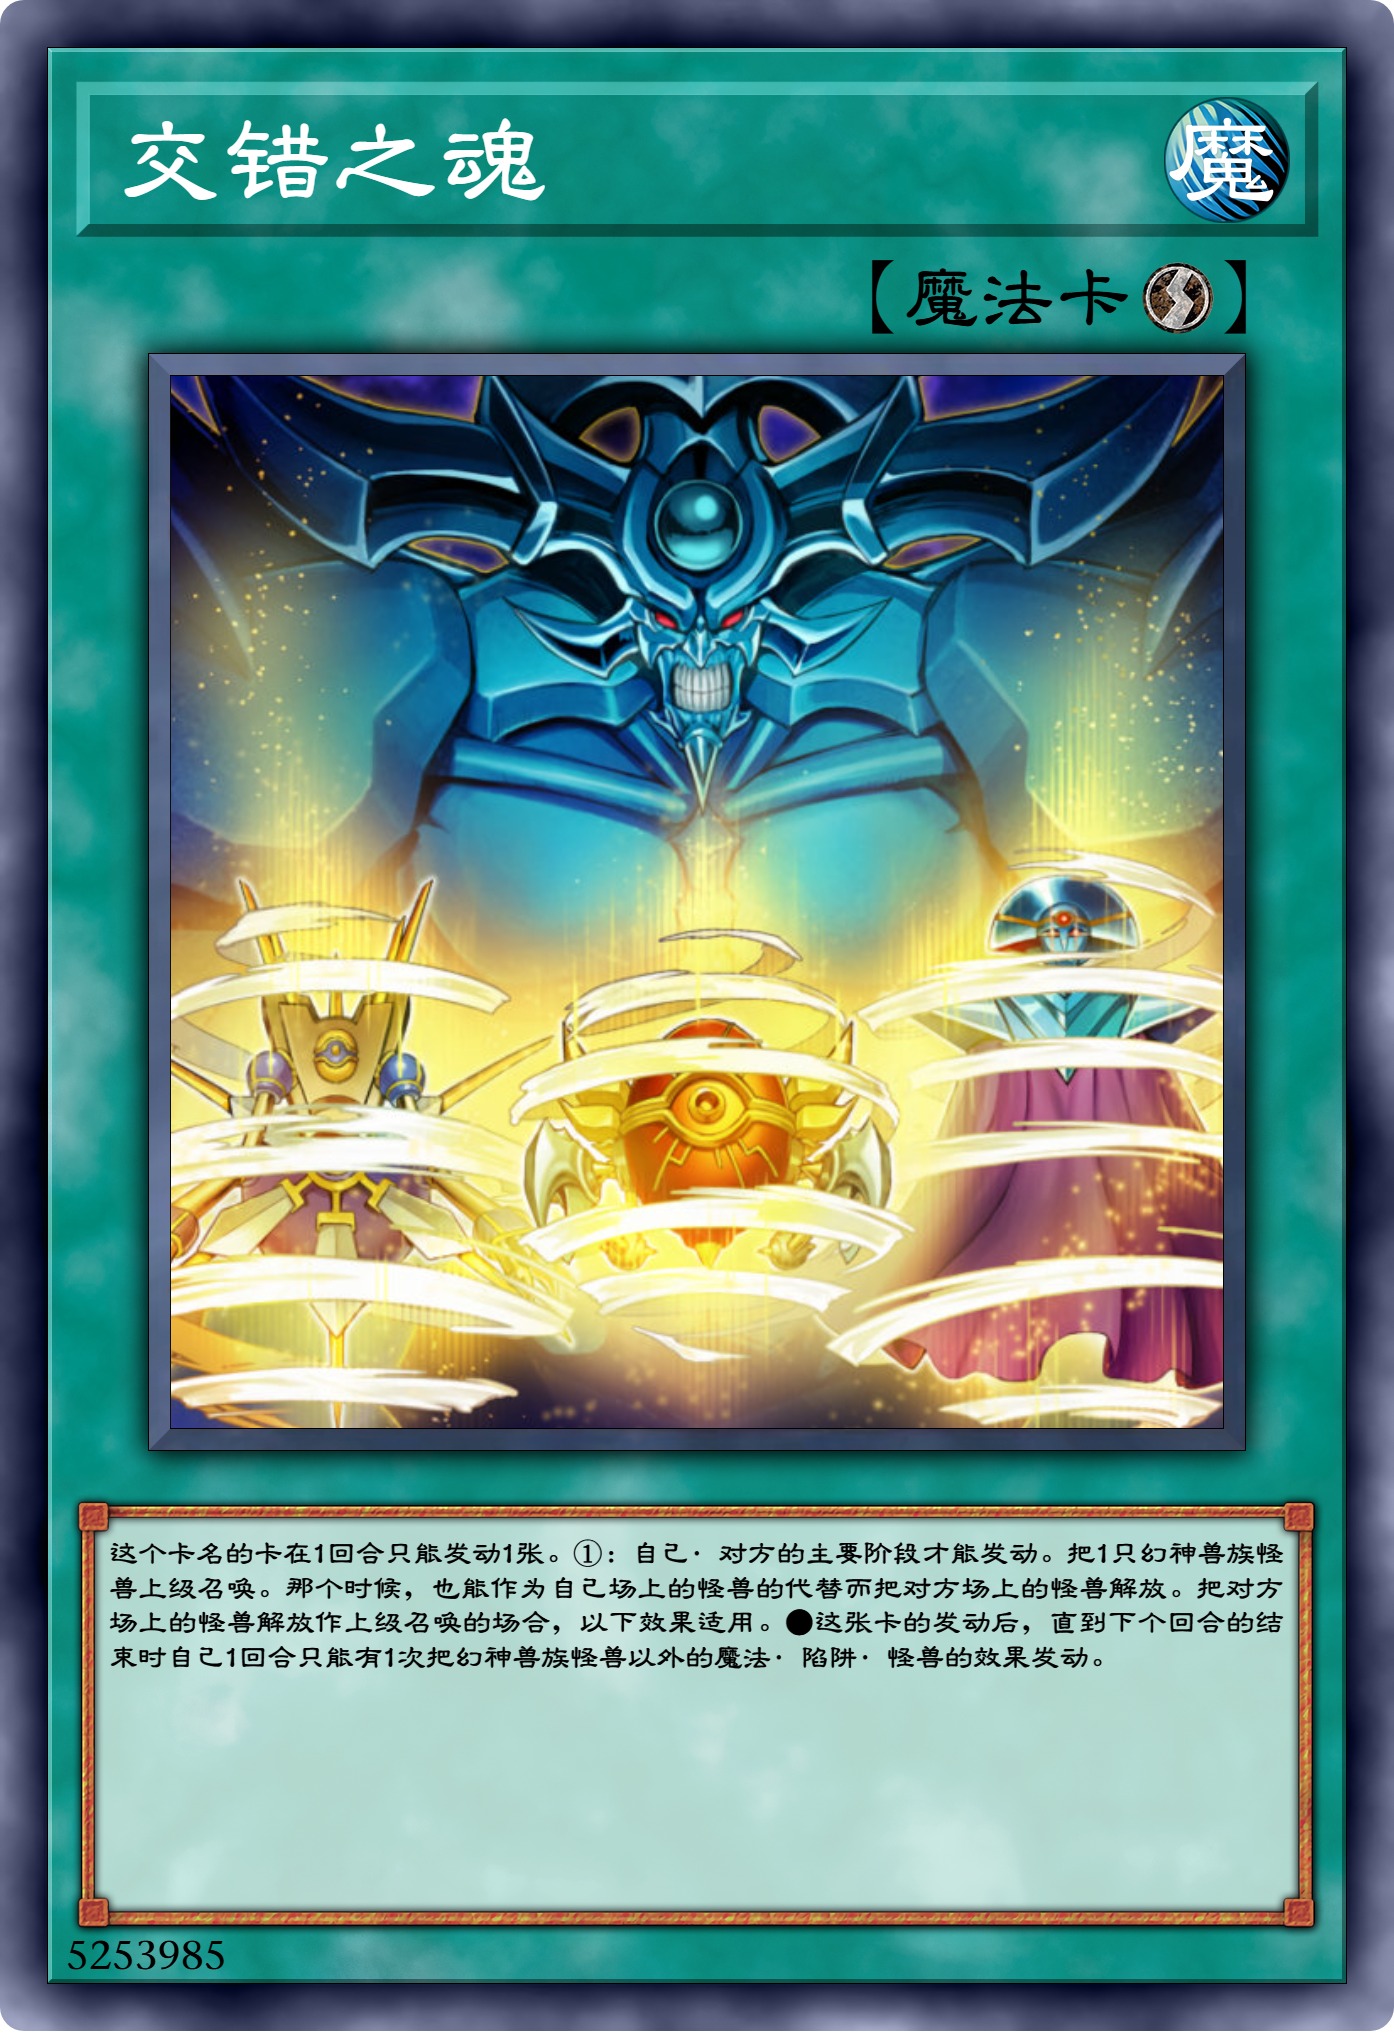 交错之魂
魔
【魔法卡】
这个卡名的卡在1回合只能发动1张。①：自己·对方的主要阶段才能发动。把1只幻神兽族怪
兽上级召唤。那个时候，也能作为自己场上的怪兽的代替而把对方场上的怪兽解放。把对方
场上的怪兽解放作上级召唤的场合，以下效果适用。●这张卡的发动后，直到下个回合的结
束时自己1回合只能有1次把幻神兽族怪兽以外的魔法·陷阱·怪兽的效果发动。
5253985